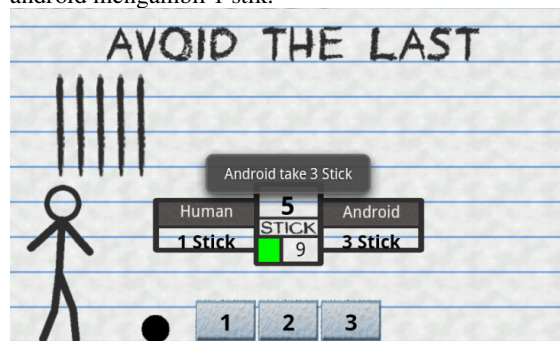 android mengambil 1 stik.
AVOID THE LAST
Android take 3 Stick
Human 5 Android
STICK
1 Stick 9 3 Stick
1 2 3